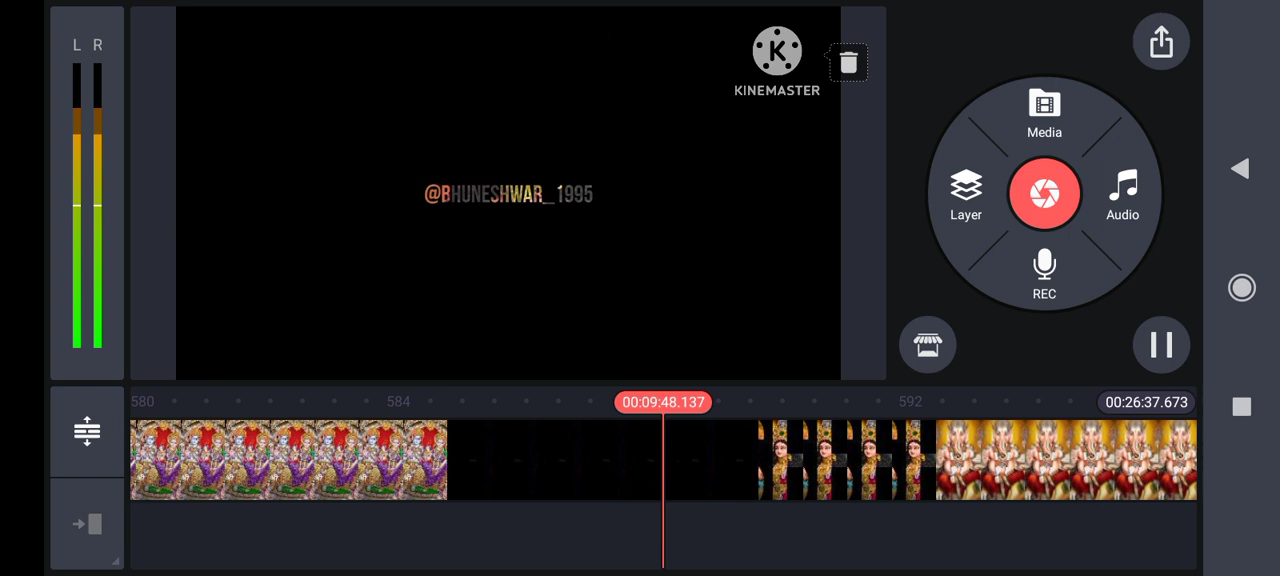 L R
KINEMASTER
@BHUNESHWAR_1995
Media
Layer
Audio
REC
580
584
00:09:48.137
592
00:26:37.673